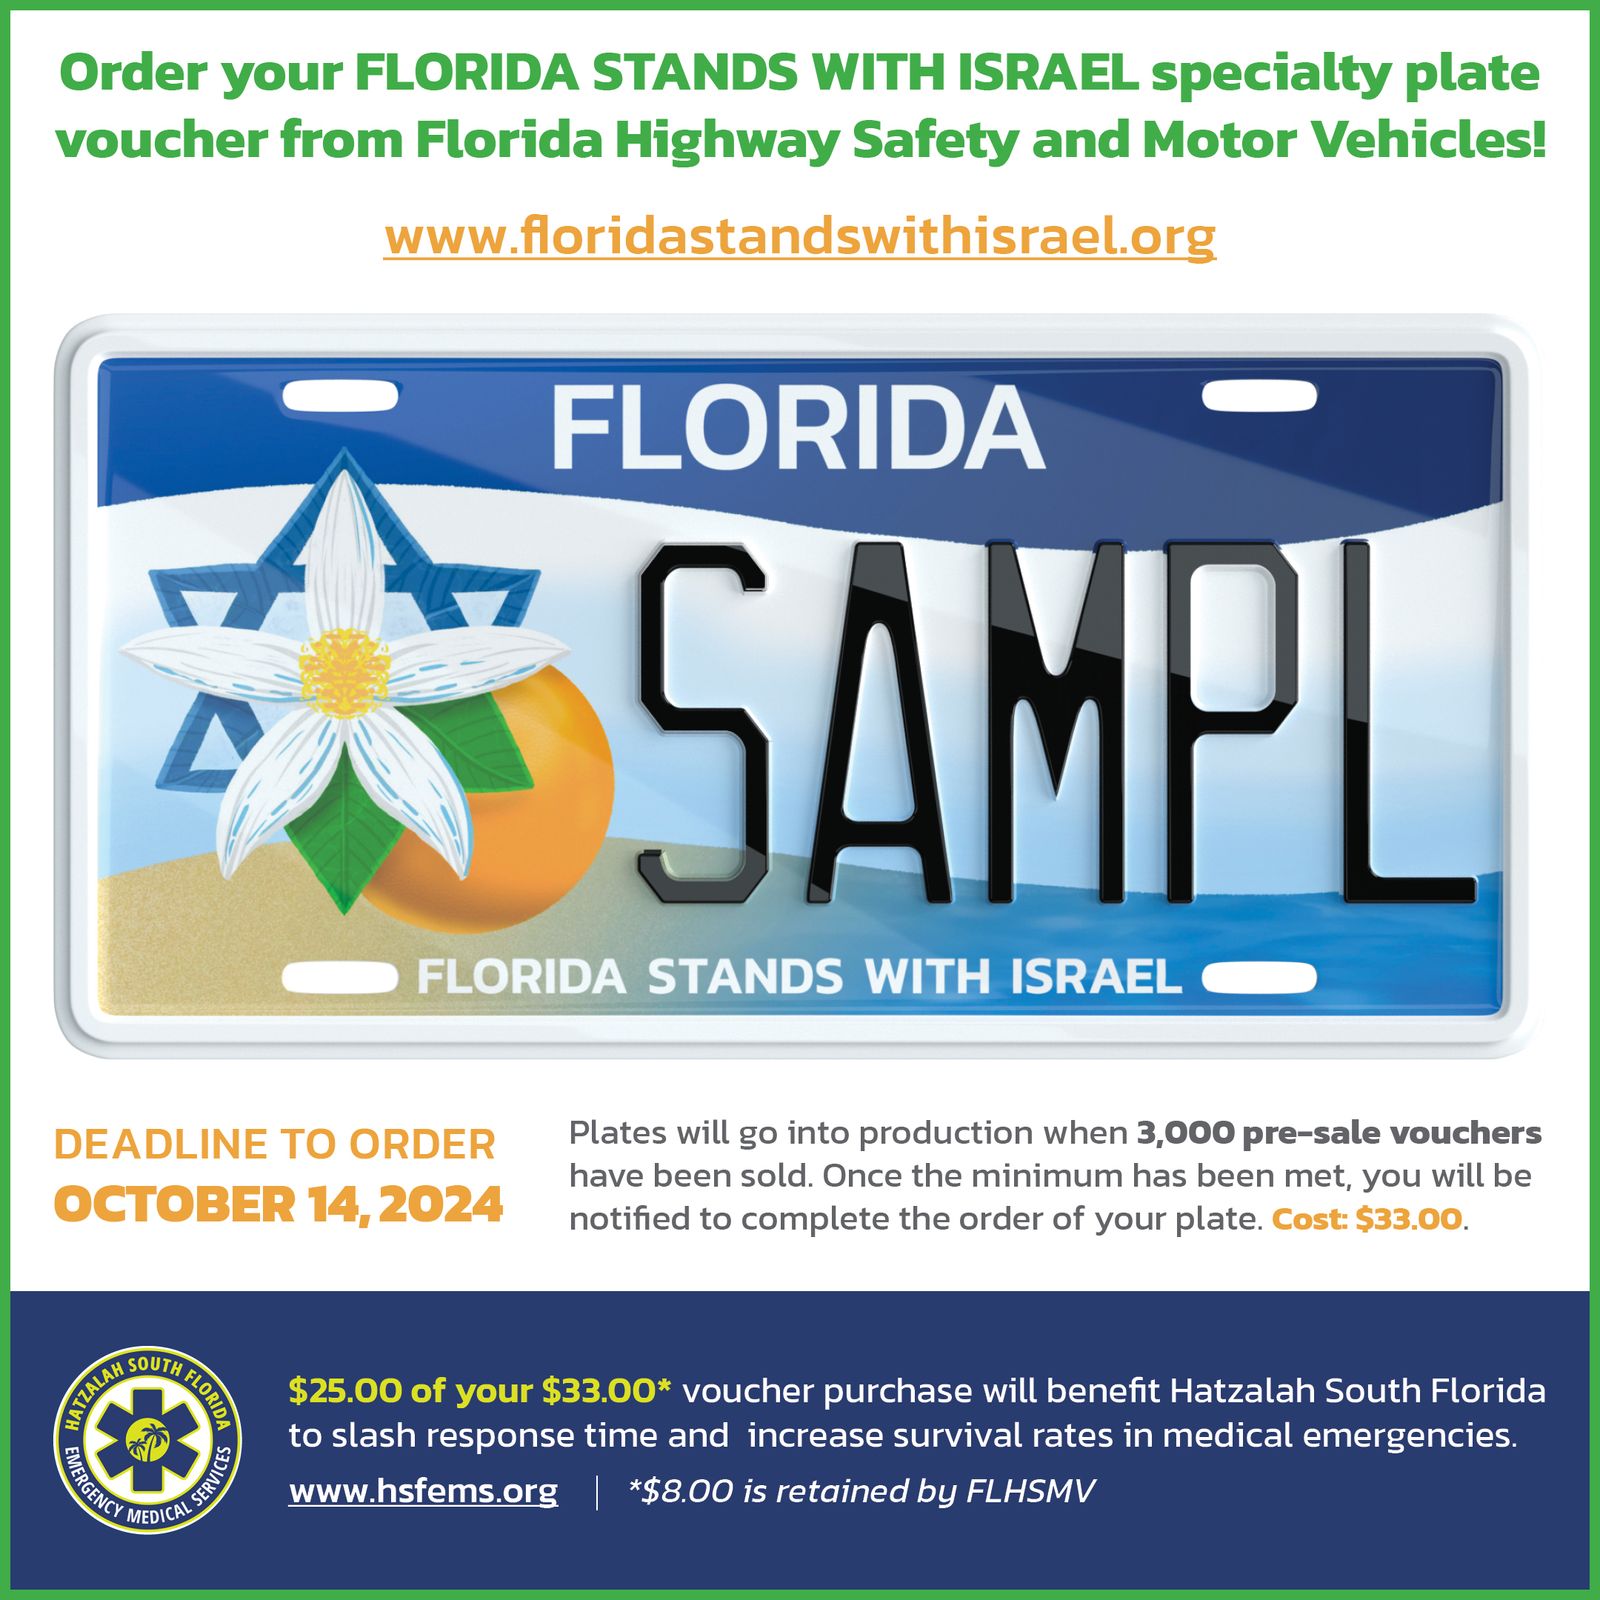 Order your FLORIDA STANDS WITH ISRAEL specialty plate
voucher from Florida Highway Safety and Motor Vehicles!
www.floridastandswithisrael.org
FLORIDA
SAMPL
FLORIDA STANDS WITH ISRAEL
DEADLINE TO ORDER
OCTOBER 14, 2024
Plates will go into production when 3,000 pre-sale vouchers
have been sold. Once the minimum has been met, you will be
notified to complete the order of your plate. Cost: $33.00.
HATZALAH SOUTH FLORIDA
EMERGENCY MEDICAL SERVICES
$25.00 of your $33.00* voucher purchase will benefit Hatzalah South Florida
to slash response time and increase survival rates in medical emergencies.
www.hsfems.org | *$8.00 is retained by FLHSMV